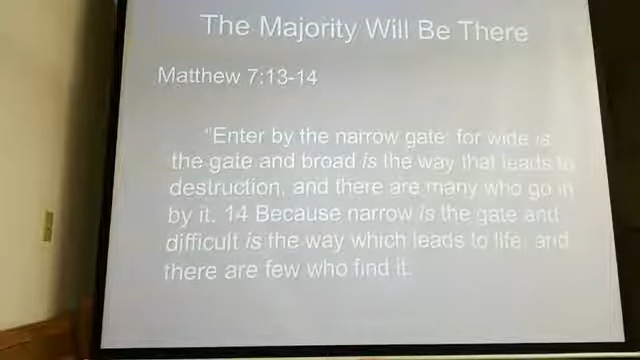 The Majority Will Be There
Matthew 7:13-14
"Enter by the narrow gate; for wide is
the gate and broad is the way that leads to
destruction, and there are many who go in
by it. 14 Because narrow is the gate and
difficult is the way which leads to life, and
there are few who find it.